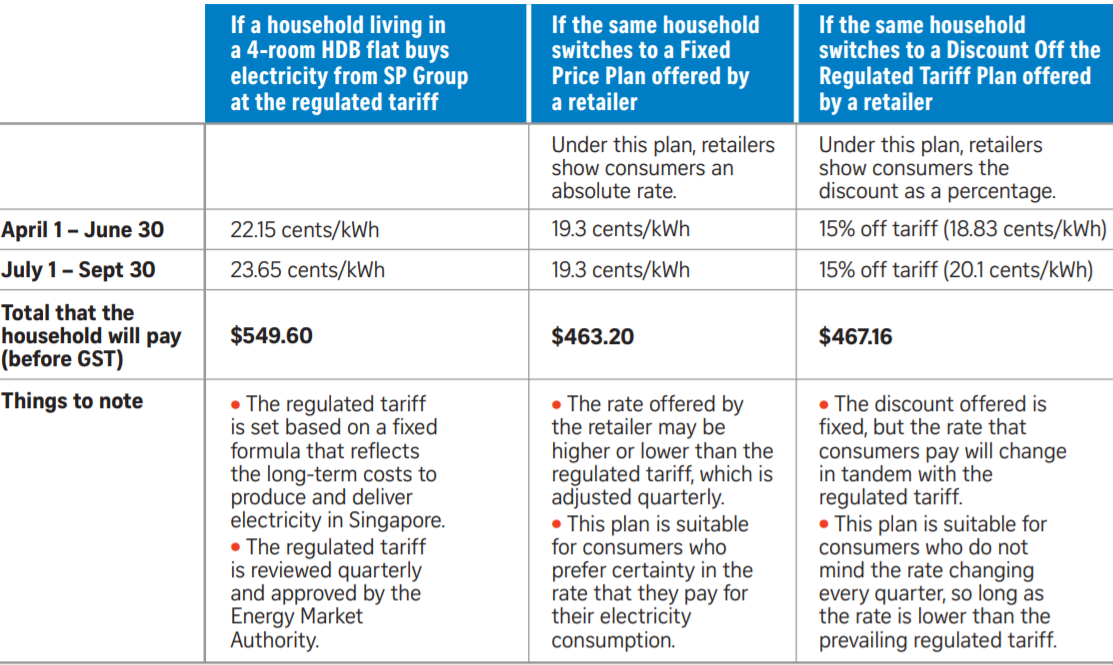 If a household living in
a 4-room HDB flat buys
electricity from SP Group
at the regulated tariff
If the same household
switches to a Fixed
Price Plan offered by
a retailer
If the same household
switches to a Discount Off the
Regulated Tariff Plan offered
by a retailer
Under this plan, retailers
show consumers an
absolute rate.
Under this plan, retailers
show consumers the
discount as a percentage.
April 1 – June 30
22.15 cents/kWh
19.3 cents/kWh
15% off tariff (18.83 cents/kWh)
July 1 – Sept 30
23.65 cents/kWh
19.3 cents/kWh
15% off tariff (20.1 cents/kWh)
Total that the
household will pay
(before GST)
$549.60
$463.20
$467.16
Things to note
• The regulated tariff
is set based on a fixed
formula that reflects
the long-term costs to
produce and deliver
electricity in Singapore.
• The regulated tariff
is reviewed quarterly
and approved by the
Energy Market
Authority.
• The rate offered by
the retailer may be
higher or lower than the
regulated tariff, which is
adjusted quarterly.
• This plan is suitable
for consumers who
prefer certainty in the
rate that they pay for
their electricity
consumption.
• The discount offered is
fixed, but the rate that
consumers pay will change
in tandem with the
regulated tariff.
• This plan is suitable for
consumers who do not
mind the rate changing
every quarter, so long as
the rate is lower than the
prevailing regulated tariff.